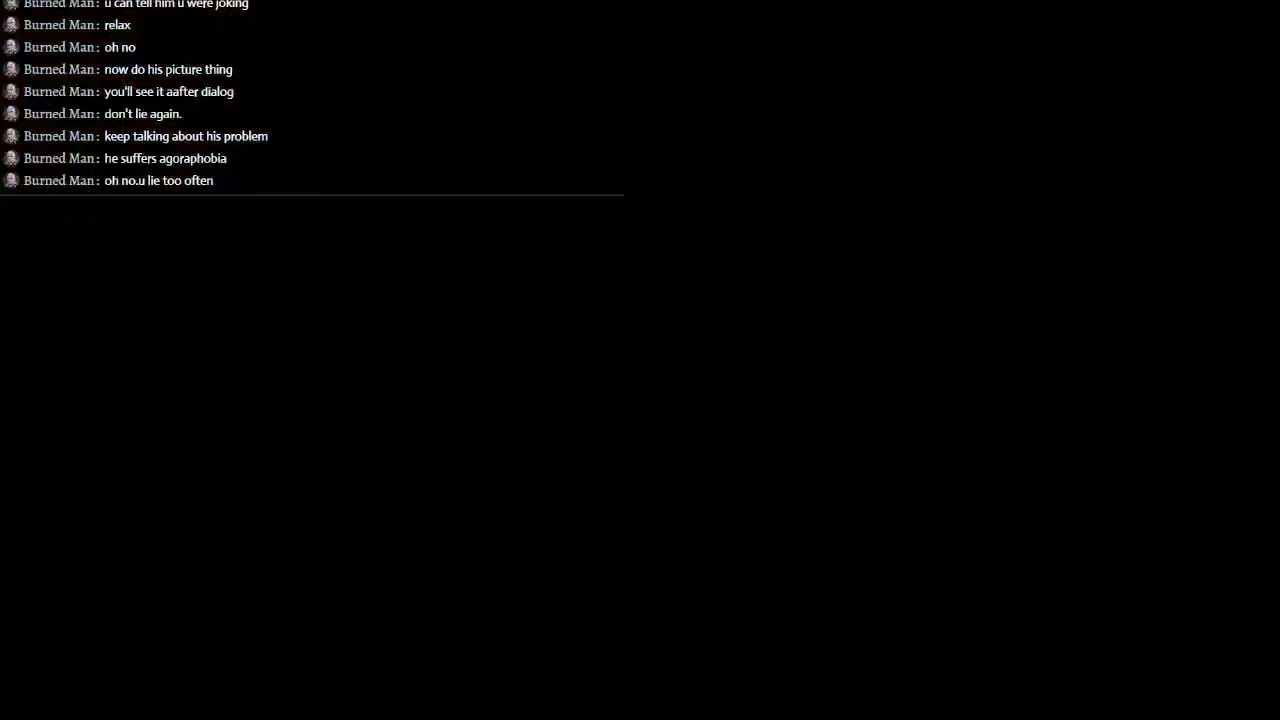 Burned Man: u can tell him u were joking
Burned Man: relax
Burned Man: oh no
Burned Man: now do his picture thing
Burned Man: you'll see it aafter dialog
Burned Man: don't lie again.
Burned Man: keep talking about his problem
Burned Man: he suffers agoraphobia
Burned Man: oh no.u lie too often